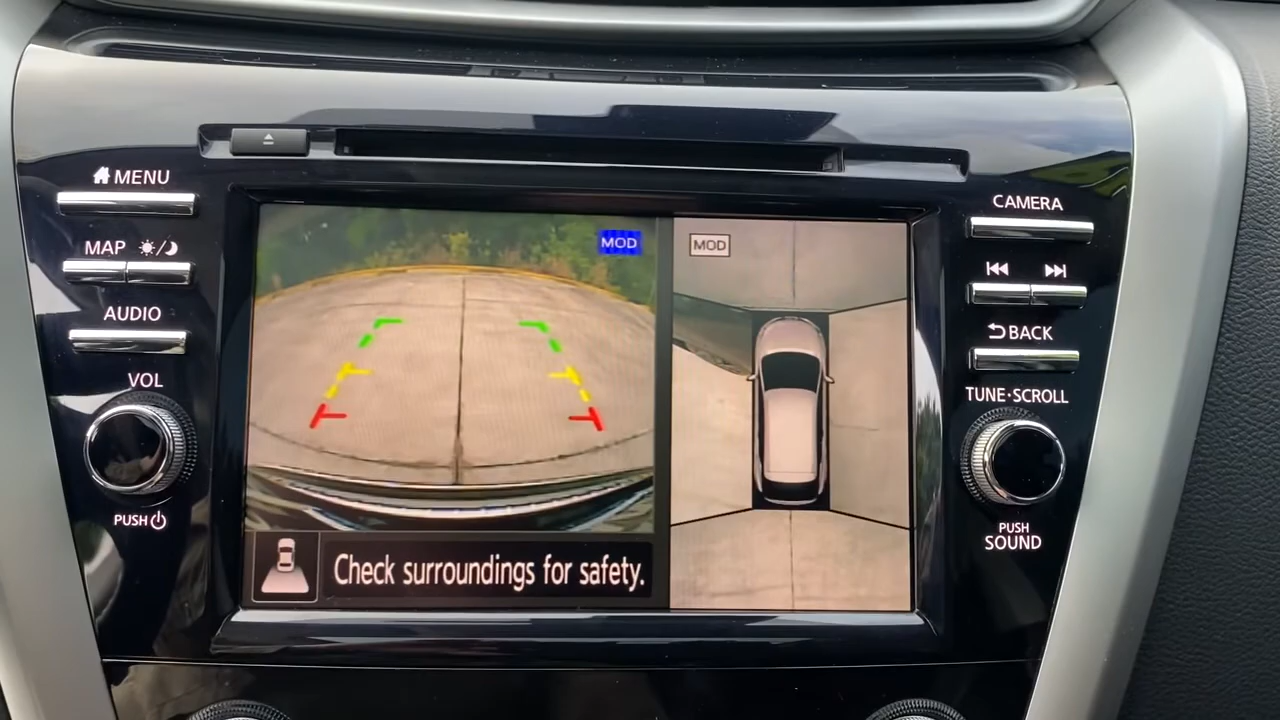 MENU
MAP
AUDIO
VOL
PUSH
MOD
MOD
Check surroundings for safety.
CAMERA
BACK
TUNE·SCROLL
PUSH
SOUND